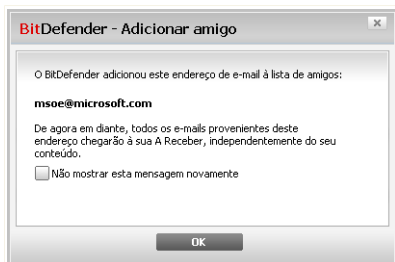 BitDefender - Adicionar amigo
O BitDefender adicionou este endereço de e-mail à lista de amigos:
msoe@microsoft.com
De agora em diante, todos os e-mails provenientes deste
endereço chegarão à sua A Receber, independentemente do seu
conteúdo.
Não mostrar esta mensagem novamente
OK